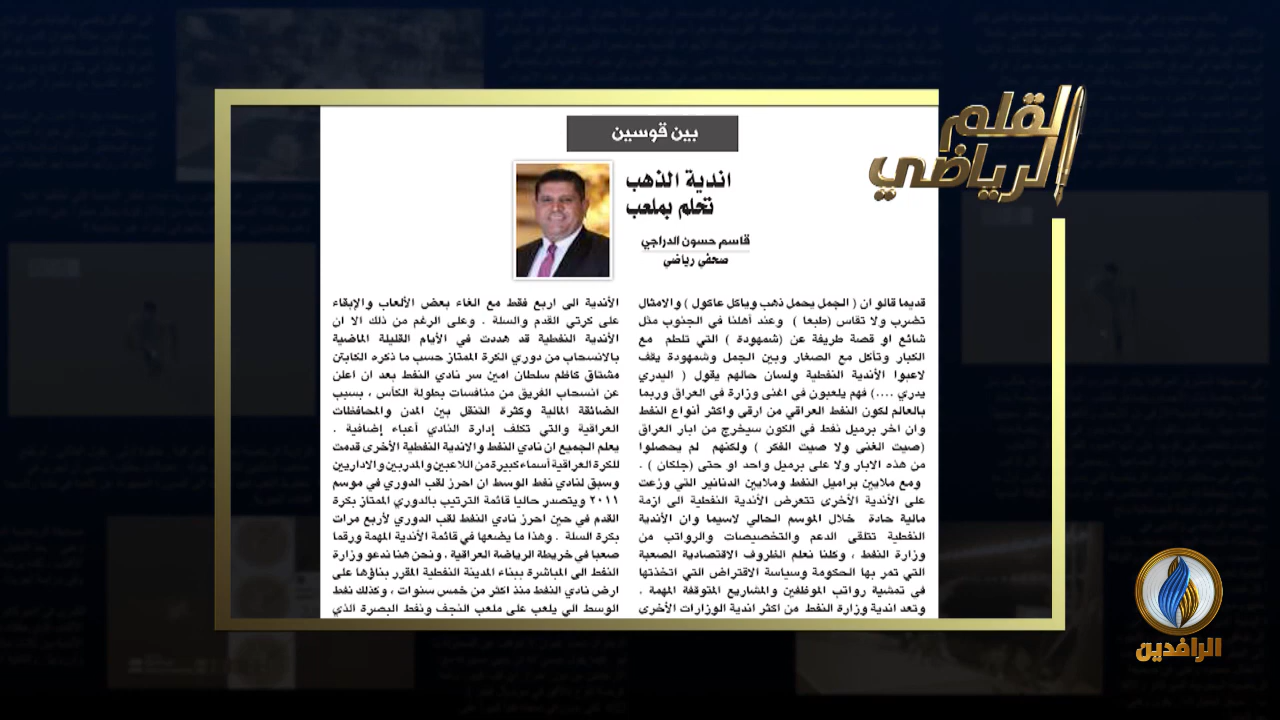 القلم
الرياضي
بين قوسين
اندية الذهب
تحلم بملعب
قاسم حسون الدراجي
صحفي رياضي
قديما قالو ان ( الجمل يحمل ذهب وياكل عاكول ) والامثال
تضرب ولا تقاس (طبعا ) وعند أهلنا في الجنوب مثل
شائع او قصة طريفة عن (شمهودة ) التي تلطم مع
الكبار وتأكل مع الصغار وبين الجمل وشمهودة يقف
لاعبوا الأندية النفطية ولسان حالهم يقول ( اليدري
يدري ....) فهم يلعبون في اغنى وزارة في العراق وربما
بالعالم لكون النفط العراقي من ارقى واكثر أنواع النفط
وان اخر برميل نفط في الكون سيخرج من ابار العراق
(صيت الغنى ولا صيت الفكر ) ولكنهم لم يحصلوا
من هذه الابار ولا على برميل واحد او حتى (جلكان ) .
ومع ملايين براميل النفط وملايين الدنانير التي وزعت
على الأندية الأخرى تتعرض الأندية النفطية الى ازمة
مالية حادة خلال الموسم الحالي لاسيما وان الأندية
النفطية تتلقى الدعم والتخصيصات والرواتب من
وزارة النفط ، وكلنا نعلم الظروف الاقتصادية الصعبة
التي تمر بها الحكومة وسياسة الاقتراض التي اتخذتها
في تمشية رواتب الموظفين والمشاريع المتوقفة المهمة .
وتعد اندية وزارة النفط من اكثر اندية الوزارات الأخرى
الأندية الى اربع فقط مع الغاء بعض الألعاب والإبقاء
على كرتي القدم والسلة . وعلى الرغم من ذلك الا ان
الأندية النفطية قد هددت في الأيام القليلة الماضية
بالانسحاب من دوري الكرة الممتاز حسب ما ذكره الكابتن
مشتاق كاظم سلطان امين سر نادي النفط بعد ان اعلن
عن انسحاب الفريق من منافسات بطولة الكأس ، بسبب
الضائقة المالية وكثرة التنقل بين المدن والمحافظات
العراقية والتي تكلف إدارة النادي أعباء إضافية .
يعلم الجميع ان نادي النفط والاندية النفطية الأخرى قدمت
للكرة العراقية أسماء كبيرة من اللاعبين والمدربين والاداريين
وسبق لنادي نفط الوسط ان احرز لقب الدوري في موسم
٢٠١١ ويتصدر حاليا قائمة الترتيب بالدوري الممتاز بكرة
القدم في حين احرز نادي النفط لقب الدوري لأربع مرات
بكرة السلة . وهذا ما يضعها في قائمة الأندية المهمة ورقما
صعبا في خريطة الرياضة العراقية . ونحن هنا ندعو وزارة
النفط الى المباشرة ببناء المدينة النفطية المقرر بناؤها على
ارض نادي النفط منذ اكثر من خمس سنوات ، وكذلك نفط
الوسط الي يلعب على ملعب النجف ونفط البصرة الذي
الرافدين